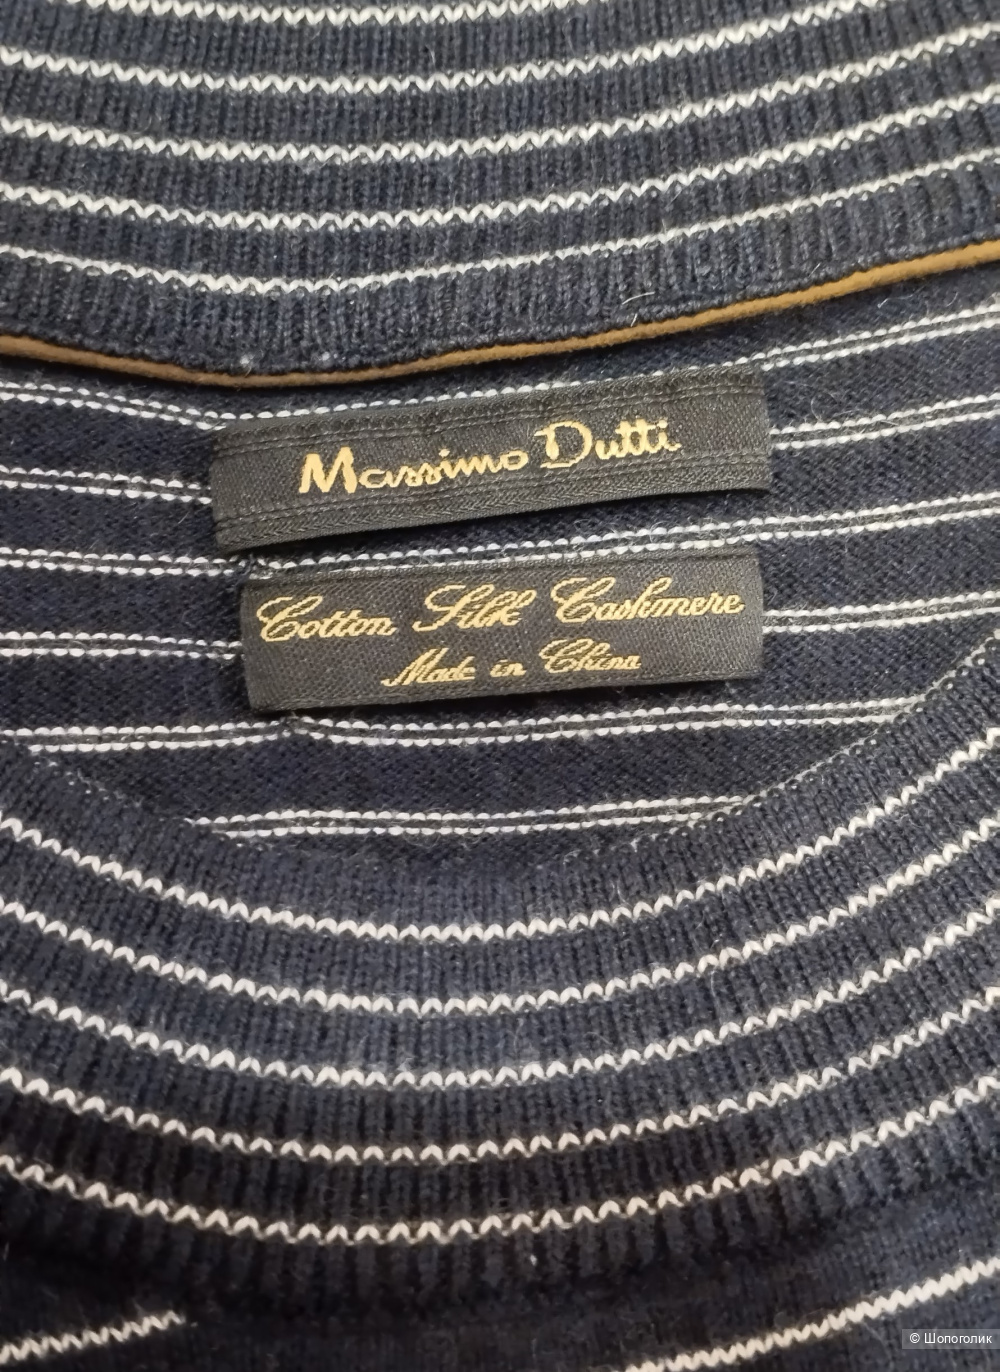 Massimo Dutti
Cotton Silk Cashmere
Made in China
© Шопоголик